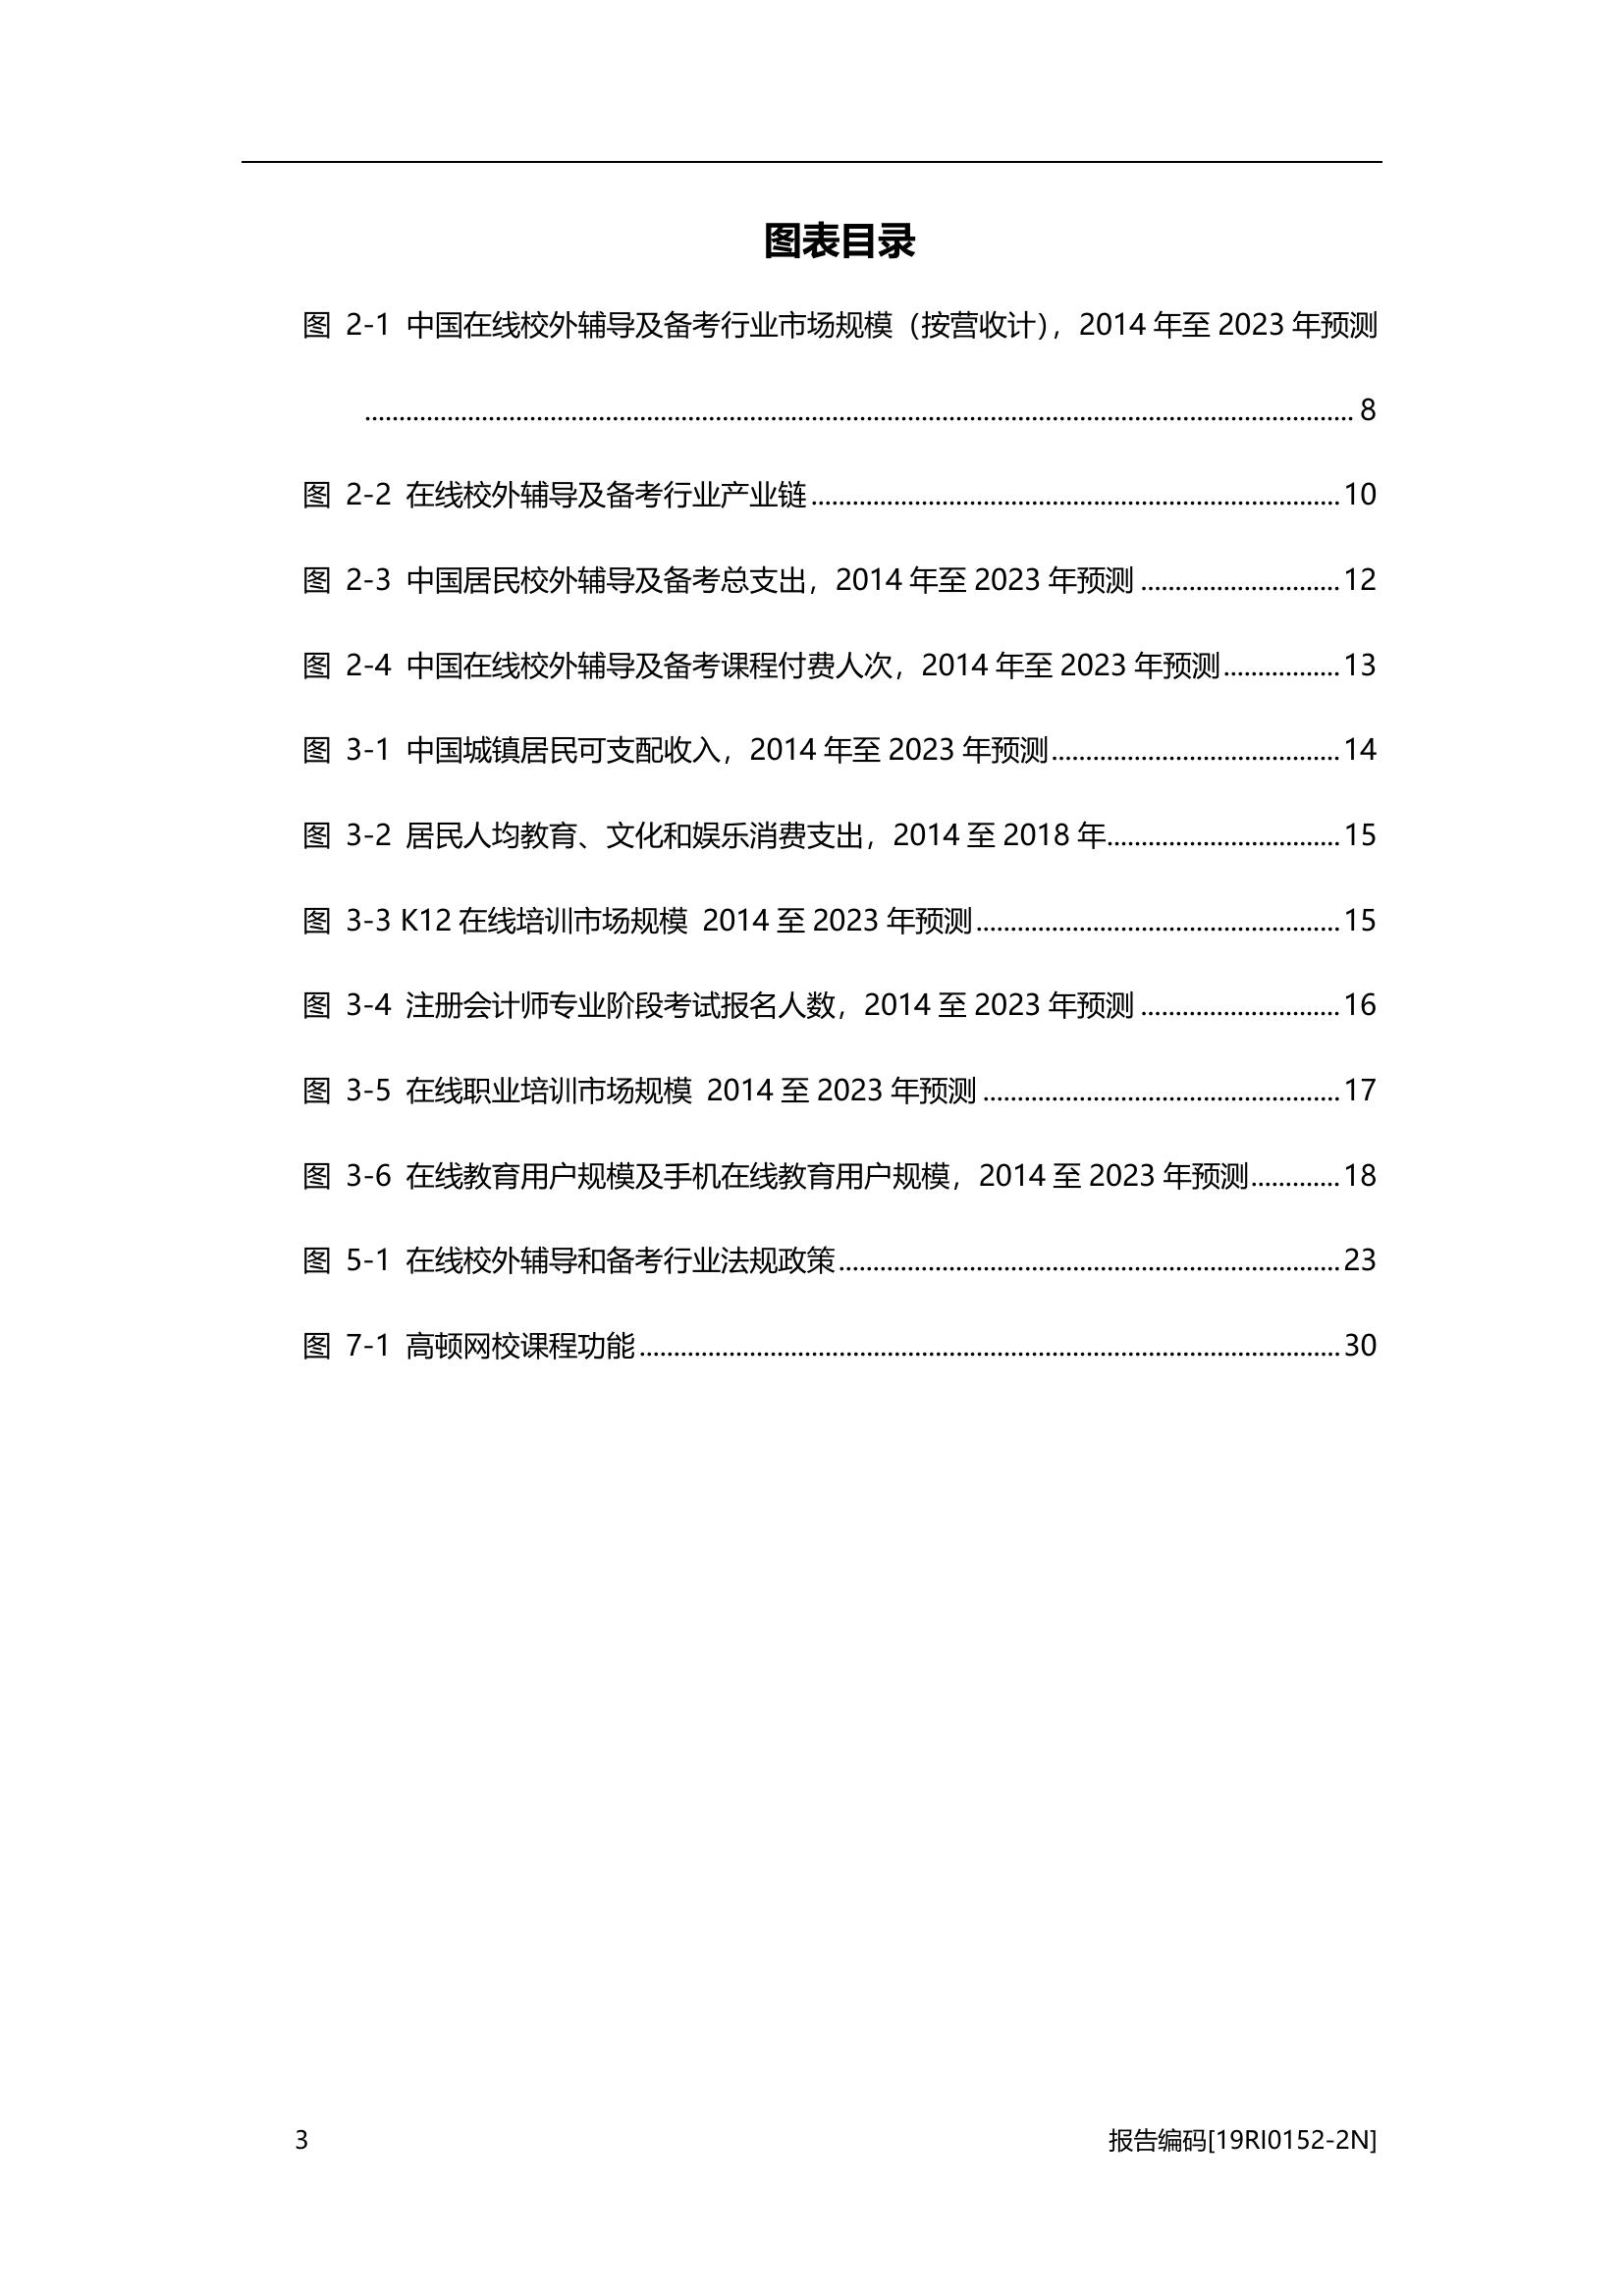 图表目录
图 2-1 中国在线校外辅导及备考行业市场规模（按营收计），2014 年至 2023 年预测
........................................................................................................................................ 8
图 2-2 在线校外辅导及备考行业产业链............................................................................10
图 2-3 中国居民校外辅导及备考总支出，2014 年至 2023 年预测 .............................12
图 2-4 中国在线校外辅导及备考课程付费人次，2014 年至 2023 年预测.................13
图 3-1 中国城镇居民可支配收入，2014 年至 2023 年预测..........................................14
图 3-2 居民人均教育、文化和娱乐消费支出，2014 至 2018 年..................................15
图 3-3 K12 在线培训市场规模 2014 至 2023 年预测.....................................................15
图 3-4 注册会计师专业阶段考试报名人数，2014 至 2023 年预测 .............................16
图 3-5 在线职业培训市场规模 2014 至 2023 年预测 ....................................................17
图 3-6 在线教育用户规模及手机在线教育用户规模，2014 至 2023 年预测.............18
图 5-1 在线校外辅导和备考行业法规政策.........................................................................23
图 7-1 高顿网校课程功能......................................................................................................30
3 报告编码[19RI0152-2N]